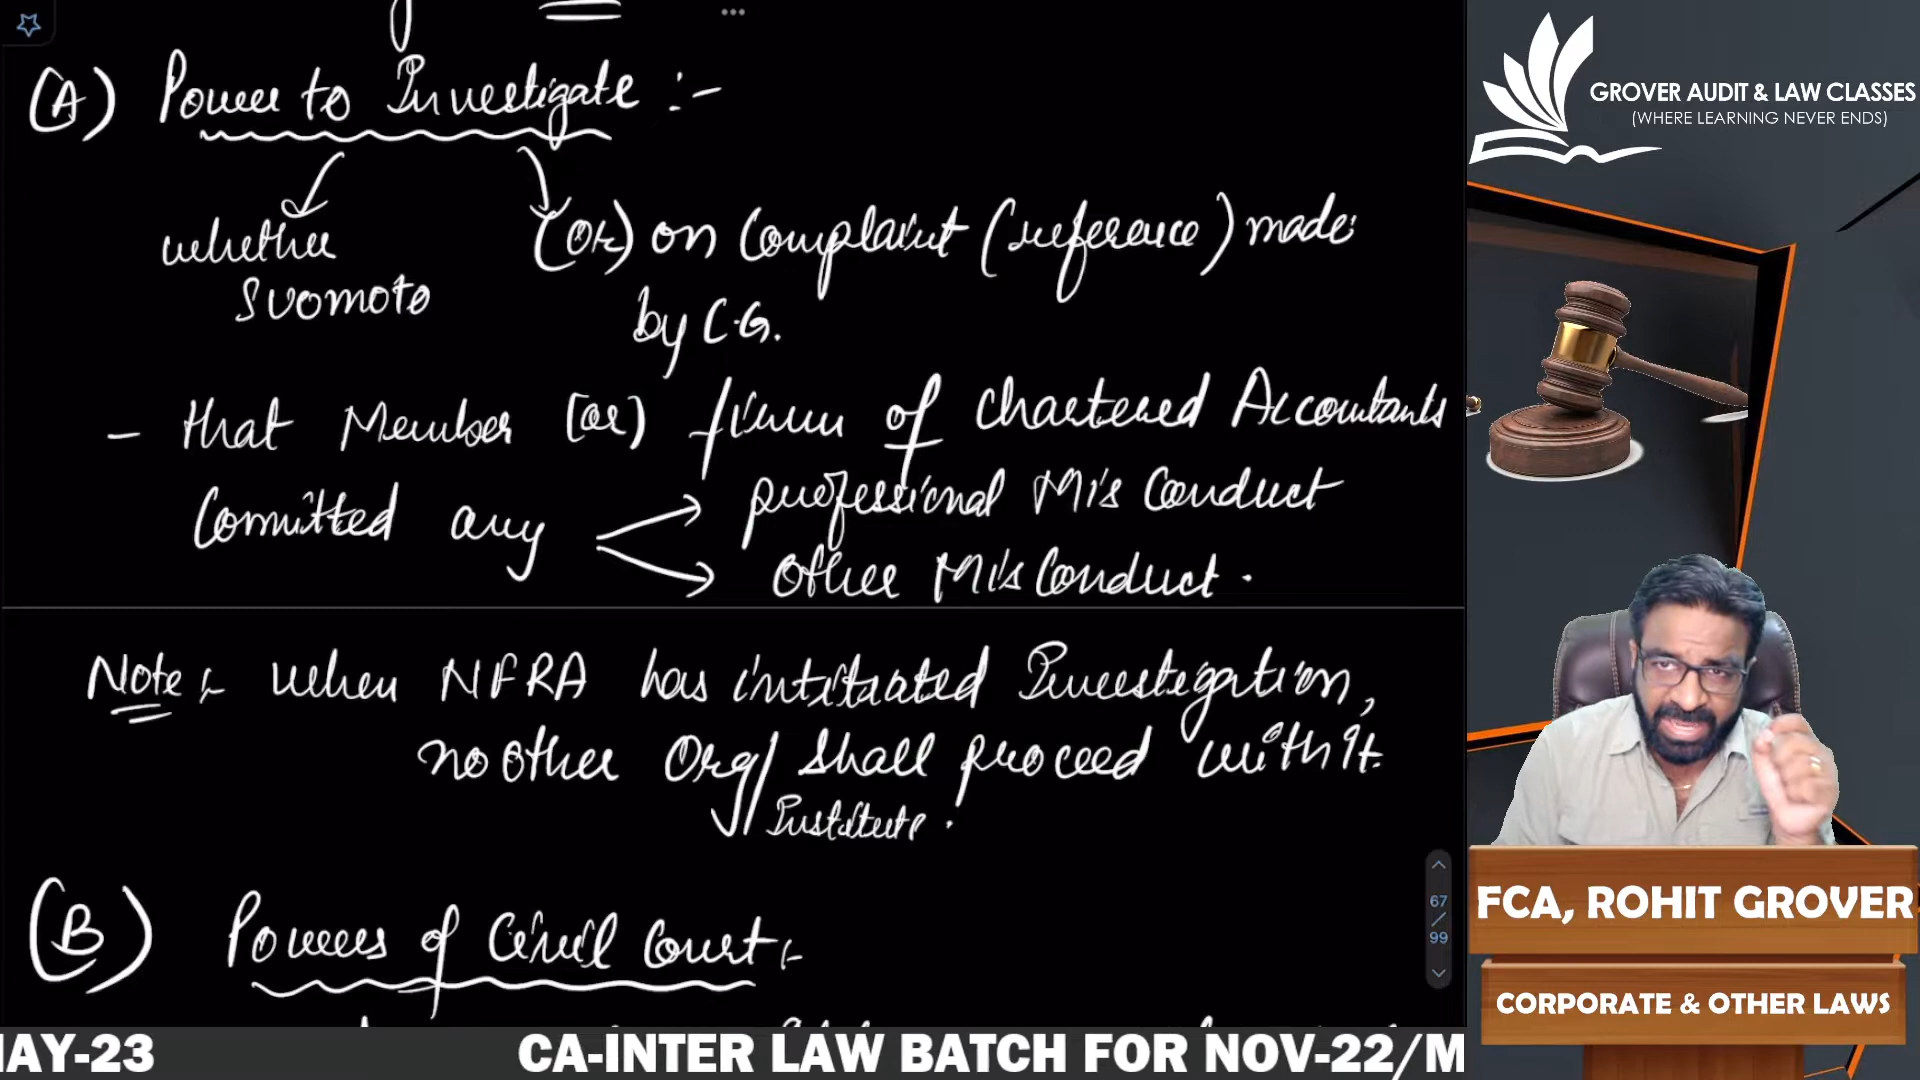 (A) Power to Investigate :-
whether
Suomoto
(or) on Complaint (reference) made
by C.G.
- that Member (or) firm of Chartered Accountants
Committed any
professional Mis Conduct
Other Mis Conduct.
Note :- when NFRA has intitiated Investigation,
no other Org/ shall proceed with it.
Institute.
(B) Powers of Civil Court :-
GROVER AUDIT & LAW CLASSES
(WHERE LEARNING NEVER ENDS)
67
/
99
FCA, ROHIT GROVER
CORPORATE & OTHER LAWS
IAY-23 CA-INTER LAW BATCH FOR NOV-22/M